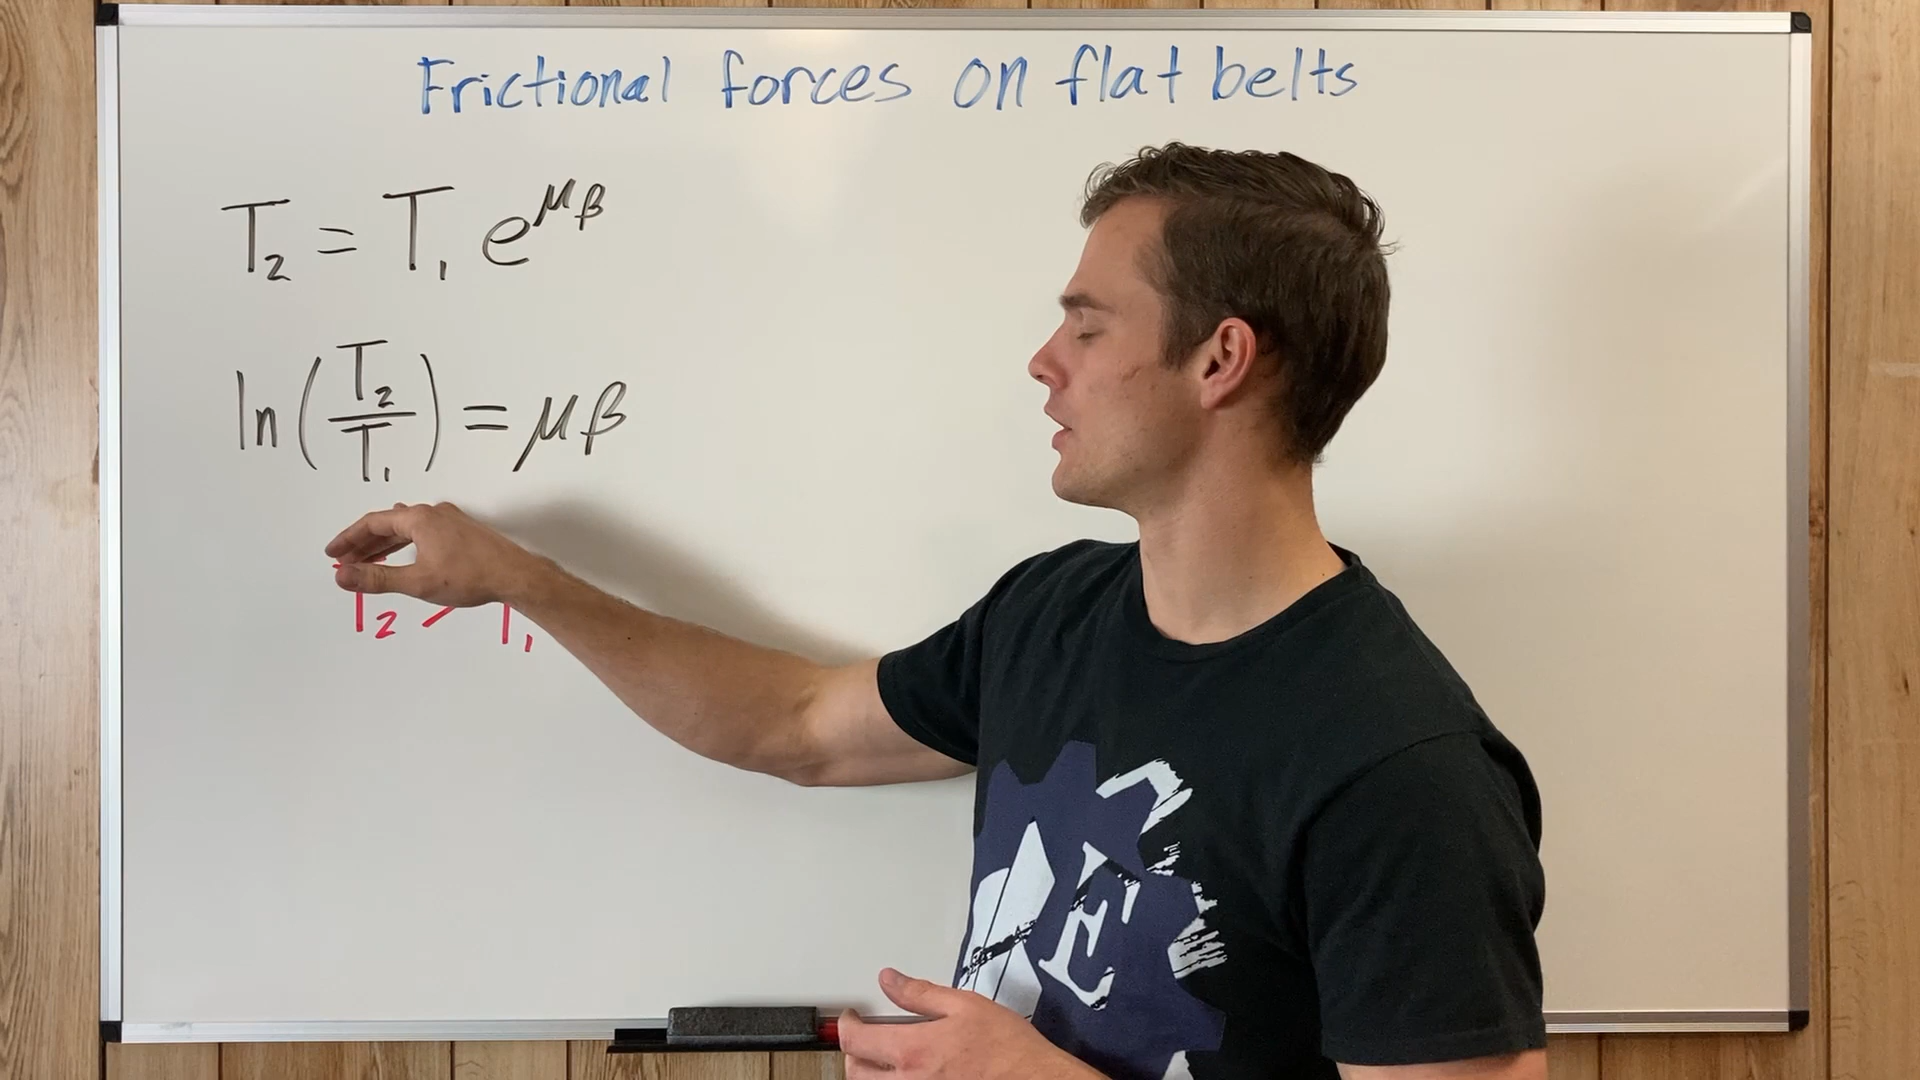 Frictional forces on flat belts
T₂ = T₁ e^μβ
ln(T₂/T₁) = μβ
T₂ > T₁
E